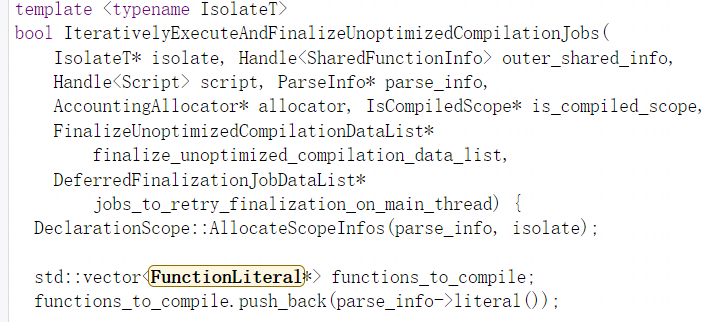 template <typename IsolateT>
bool IterativelyExecuteAndFinalizeUnoptimizedCompilationJobs(
    IsolateT* isolate, Handle<SharedFunctionInfo> outer_shared_info,
    Handle<Script> script, ParseInfo* parse_info,
    AccountingAllocator* allocator, IsCompiledScope* is_compiled_scope,
    FinalizeUnoptimizedCompilationDataList*
        finalize_unoptimized_compilation_data_list,
    DeferredFinalizationJobDataList*
        jobs_to_retry_finalization_on_main_thread) {
  DeclarationScope::AllocateScopeInfos(parse_info, isolate);

  std::vector<FunctionLiteral*> functions_to_compile;
  functions_to_compile.push_back(parse_info->literal());